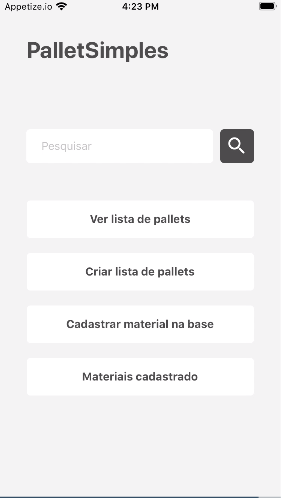 Appetize.io 4:23 PM
PalletSimples
Pesquisar
Ver lista de pallets
Criar lista de pallets
Cadastrar material na base
Materiais cadastrado